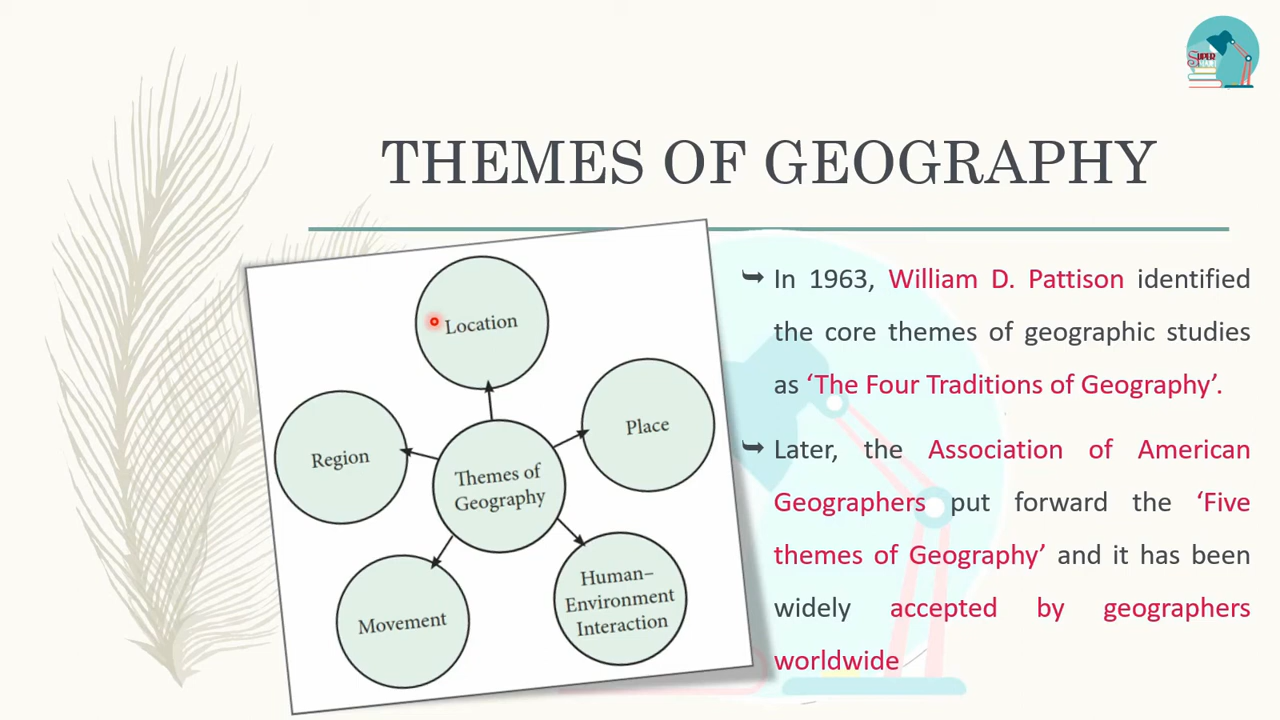 SUPER
THEMES OF GEOGRAPHY
Location
Place
Region
Themes of
Geography
Human–
Environment
Interaction
Movement
In 1963, William D. Pattison identified
the core themes of geographic studies
as ‘The Four Traditions of Geography’.
Later, the Association of American
Geographers put forward the ‘Five
themes of Geography’ and it has been
widely accepted by geographers
worldwide